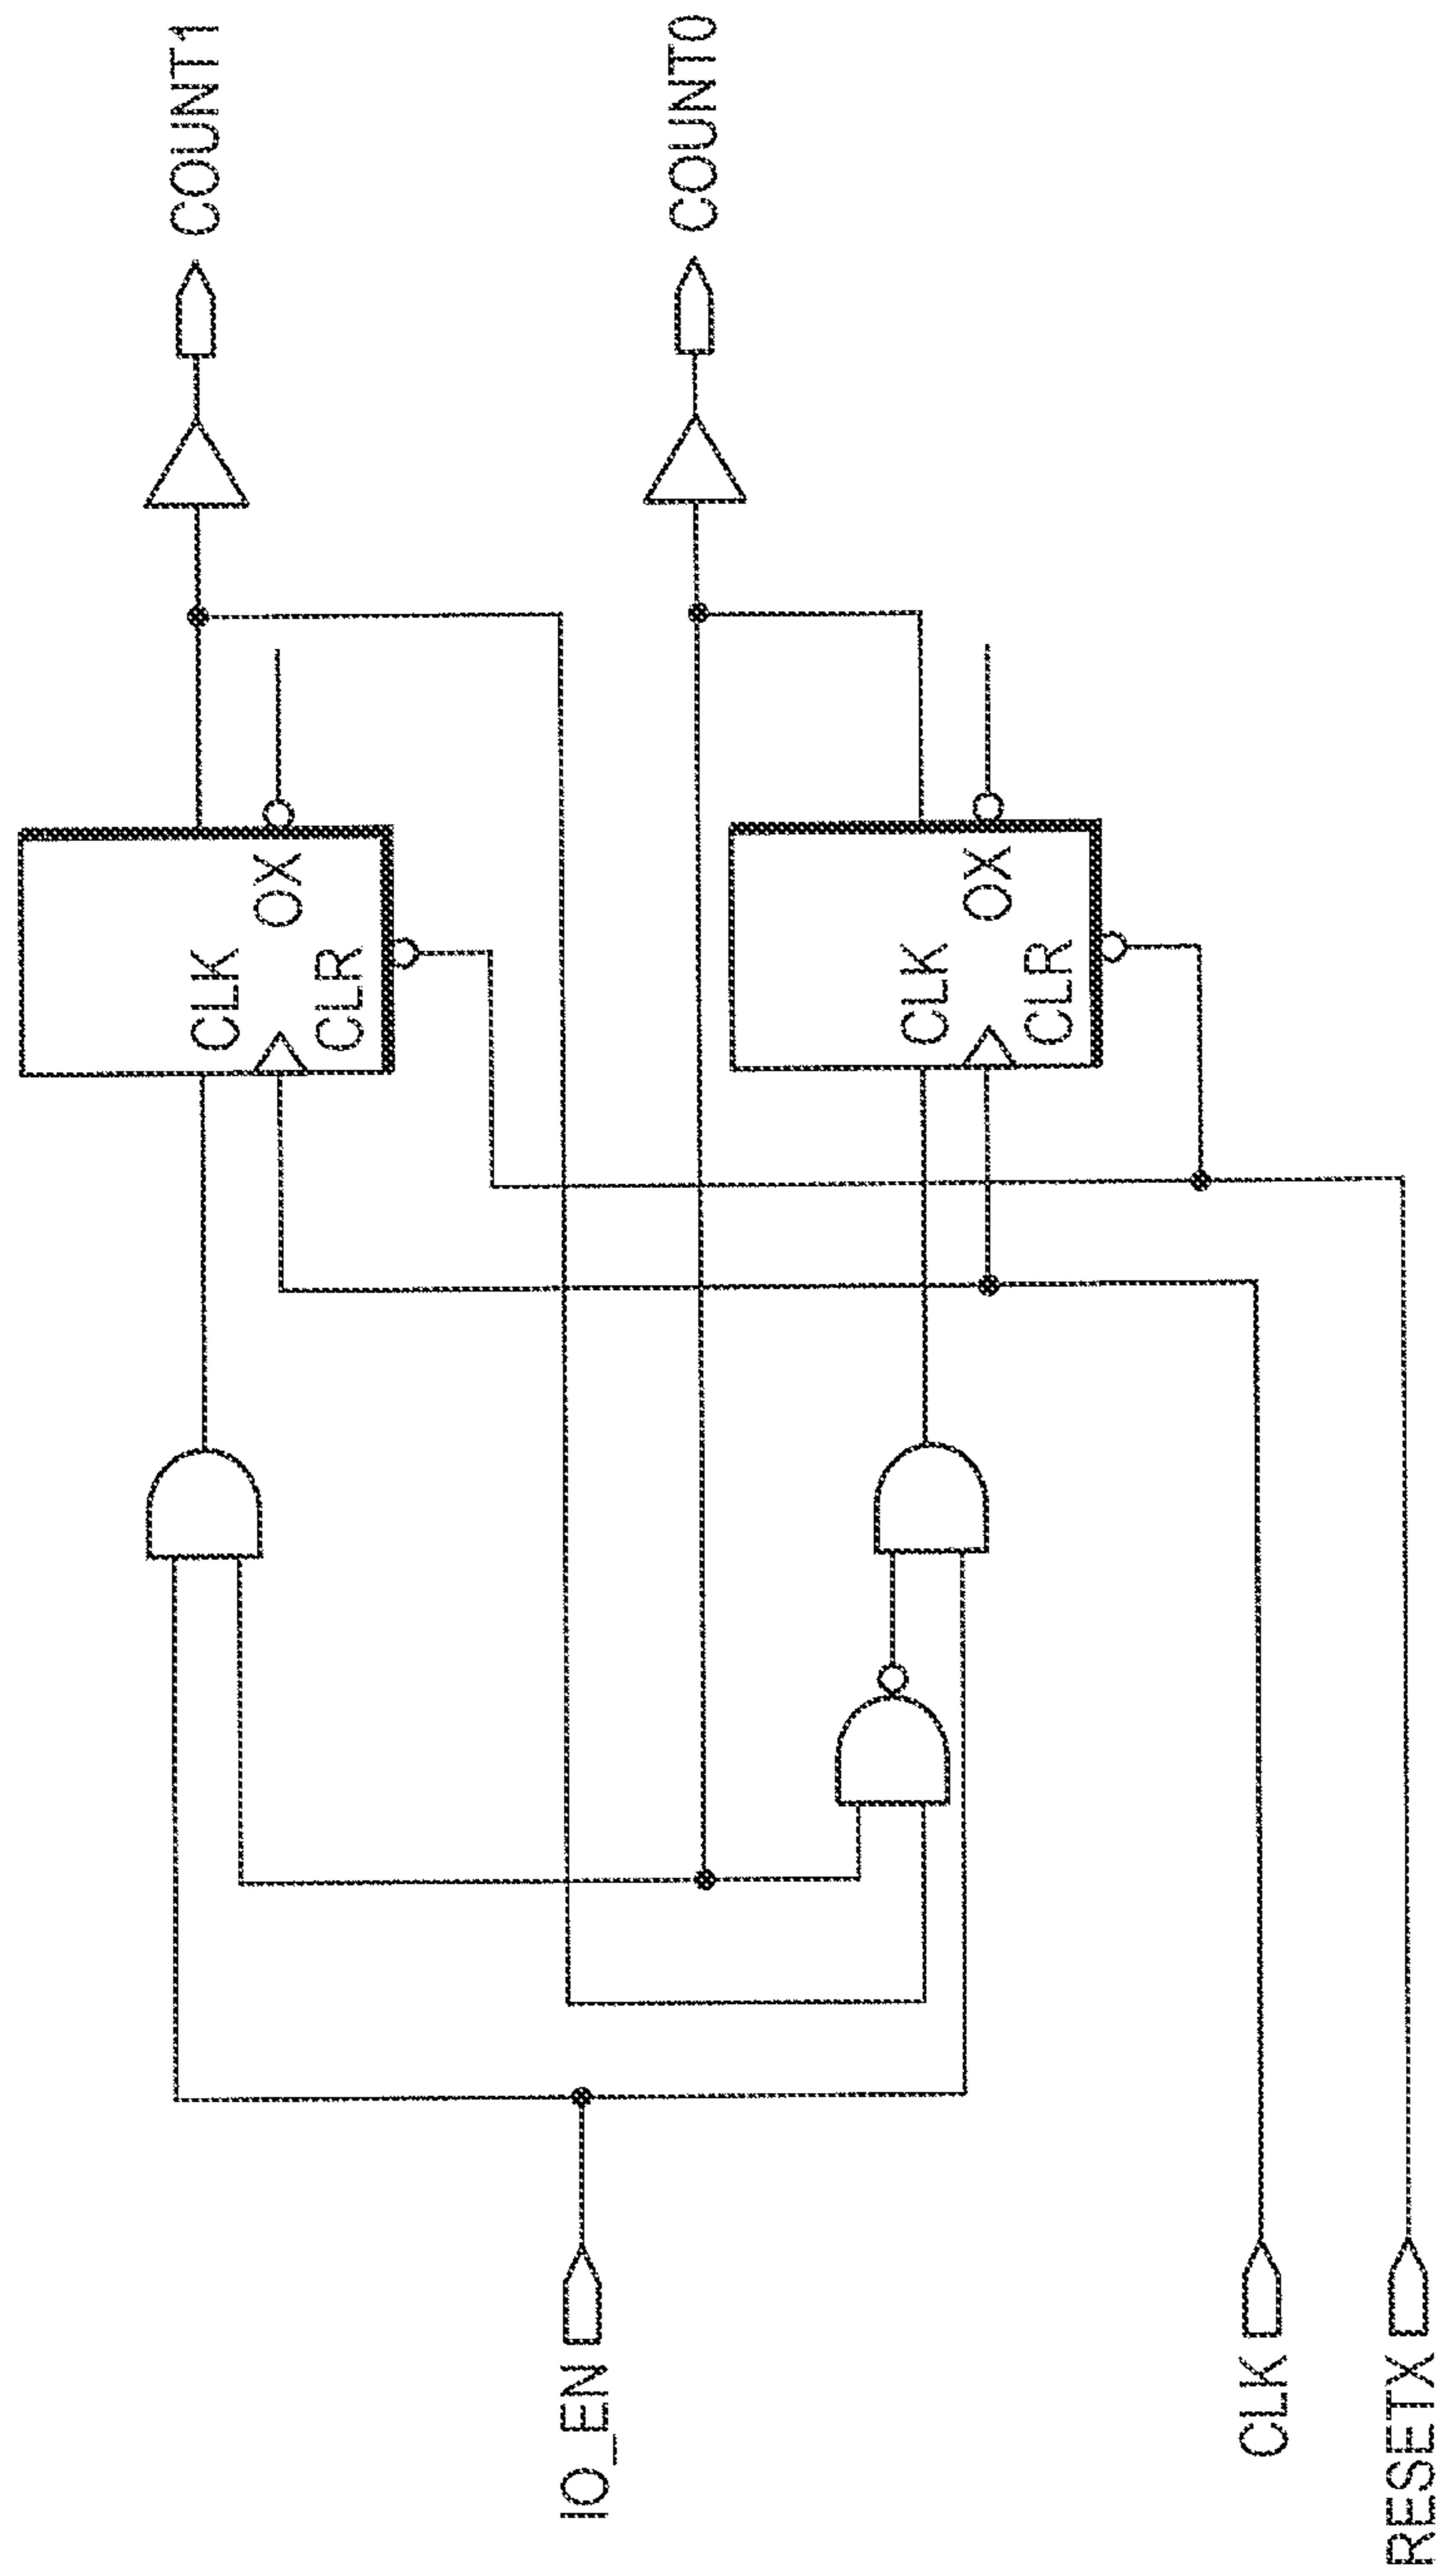 COUNT1
COUNT0
CLK
OX
CLR
CLK
OX
CLR
IO_EN
CLK
RESETX